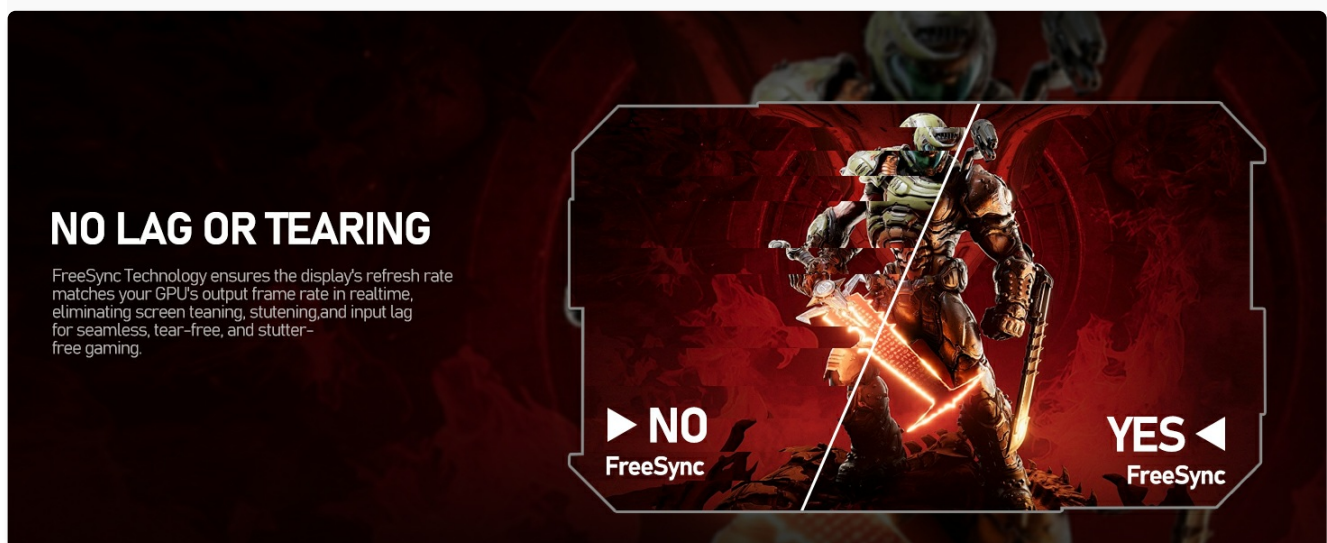 NO LAG OR TEARING
FreeSync Technology ensures the display's refresh rate
matches your GPU's output frame rate in realtime,
eliminating screen teaning, stutening,and input lag
for seamless, tear-free, and stutter-
free gaming.
NO
FreeSync
YES
FreeSync